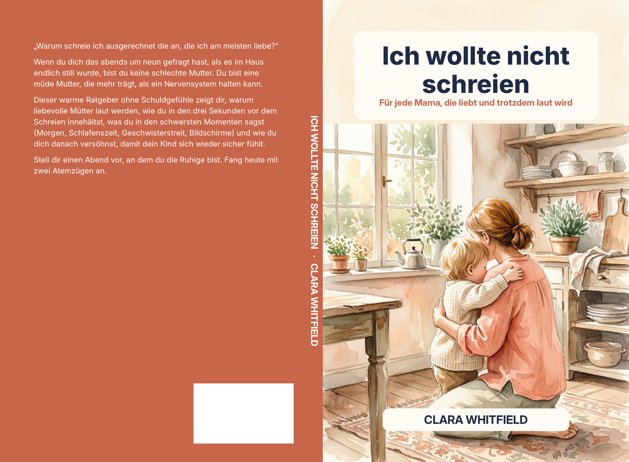 „Warum schreie ich ausgerechnet die an, die ich am meisten liebe?“
Wenn du dich das abends um neun gefragt hast, als es im Haus
endlich still wurde, bist du keine schlechte Mutter. Du bist eine
müde Mutter, die mehr trägt, als ein Nervensystem halten kann.
Dieser warme Ratgeber ohne Schuldgefühle zeigt dir, warum
liebevolle Mütter laut werden, wie du in den drei Sekunden vor dem
Schreien innehältst, was du in den schwersten Momenten sagst
(Morgen, Schlafenszeit, Geschwisterstreit, Bildschirme) und wie du
dich danach versöhnst, damit dein Kind sich wieder sicher fühlt.
Stell dir einen Abend vor, an dem du die Ruhige bist. Fang heute mit
zwei Atemzügen an.
ICH WOLLTE NICHT SCHREIEN · CLARA WHITFIELD
Ich wollte nicht
schreien
Für jede Mama, die liebt und trotzdem laut wird
CLARA WHITFIELD